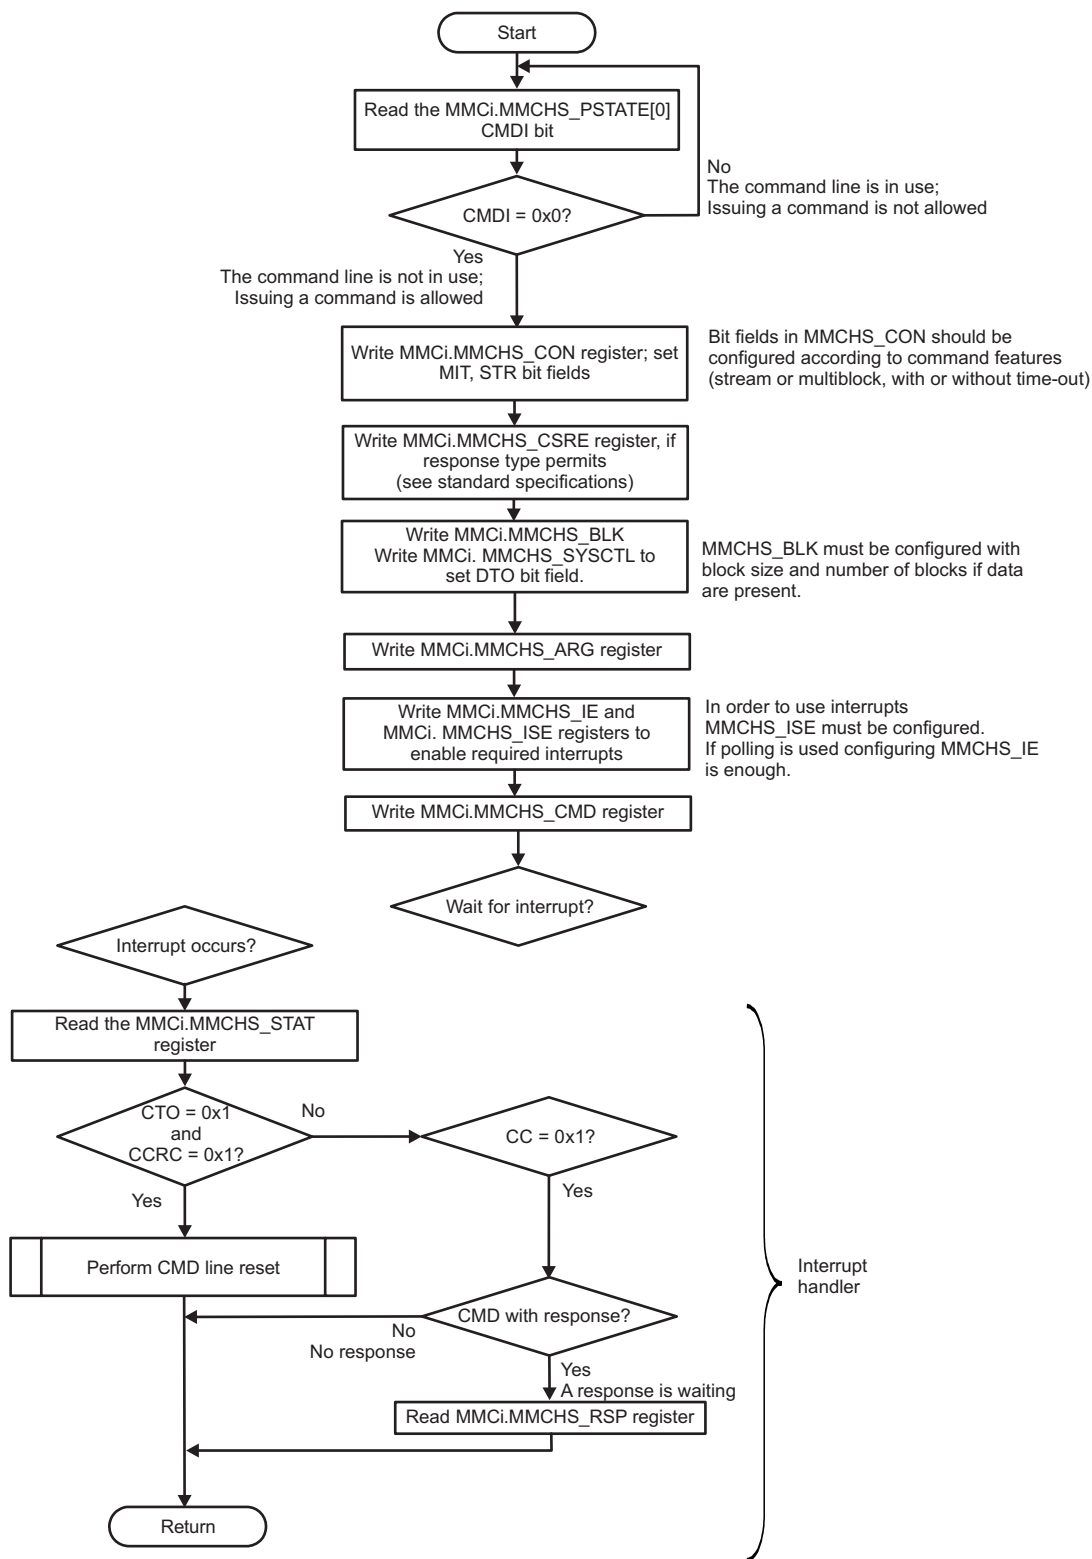 Start
Read the MMCi.MMCHS_PSTATE[0]
CMDI bit
No
The command line is in use;
Issuing a command is not allowed
CMDI = 0x0?
Yes
The command line is not in use;
Issuing a command is allowed
Write MMCi.MMCHS_CON register; set
MIT, STR bit fields
Bit fields in MMCHS_CON should be
configured according to command features
(stream or multiblock, with or without time-out)
Write MMCi.MMCHS_CSRE register, if
response type permits
(see standard specifications)
Write MMCi.MMCHS_BLK
Write MMCi. MMCHS_SYSCTL to
set DTO bit field.
MMCHS_BLK must be configured with
block size and number of blocks if data
are present.
Write MMCi.MMCHS_ARG register
Write MMCi.MMCHS_IE and
MMCi. MMCHS_ISE registers to
enable required interrupts
In order to use interrupts
MMCHS_ISE must be configured.
If polling is used configuring MMCHS_IE
is enough.
Write MMCi.MMCHS_CMD register
Wait for interrupt?
Interrupt occurs?
Read the MMCi.MMCHS_STAT
register
CTO = 0x1
and
CCRC = 0x1?
No
CC = 0x1?
Yes
Yes
Perform CMD line reset
Interrupt
handler
CMD with response?
No
No response
Yes
A response is waiting
Read MMCi.MMCHS_RSP register
Return